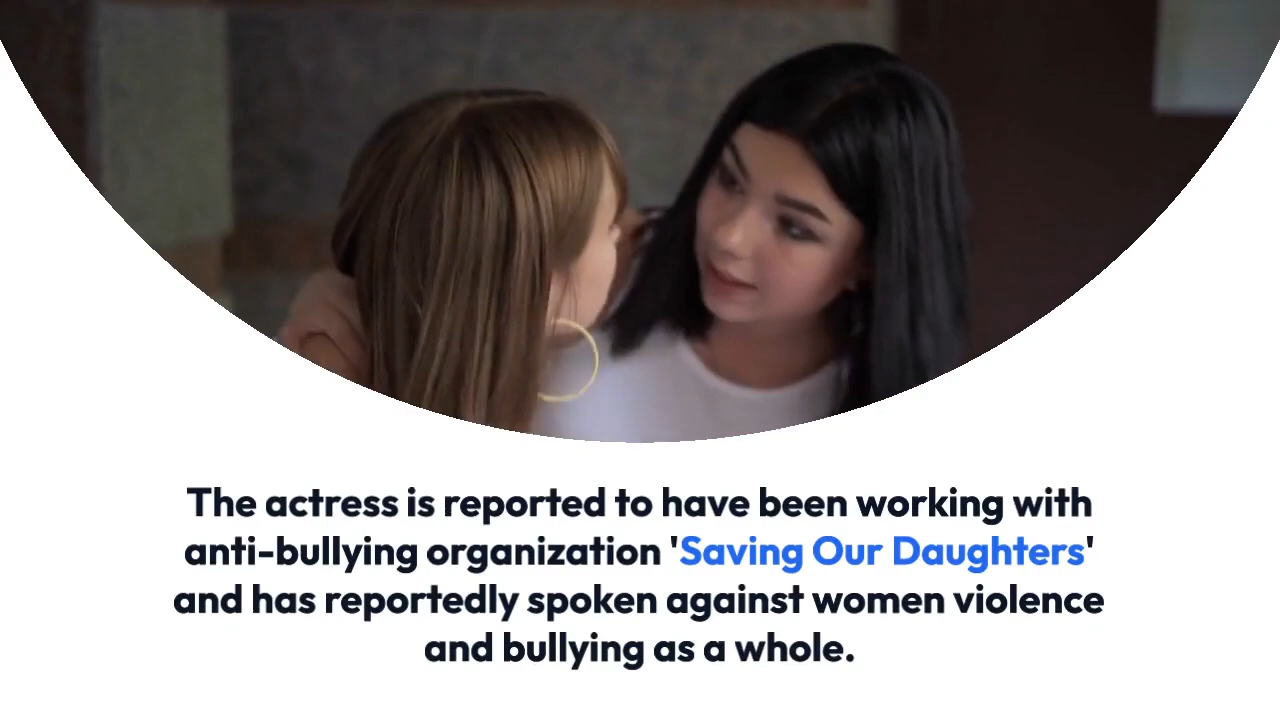 The actress is reported to have been working with
anti-bullying organization 'Saving Our Daughters'
and has reportedly spoken against women violence
and bullying as a whole.